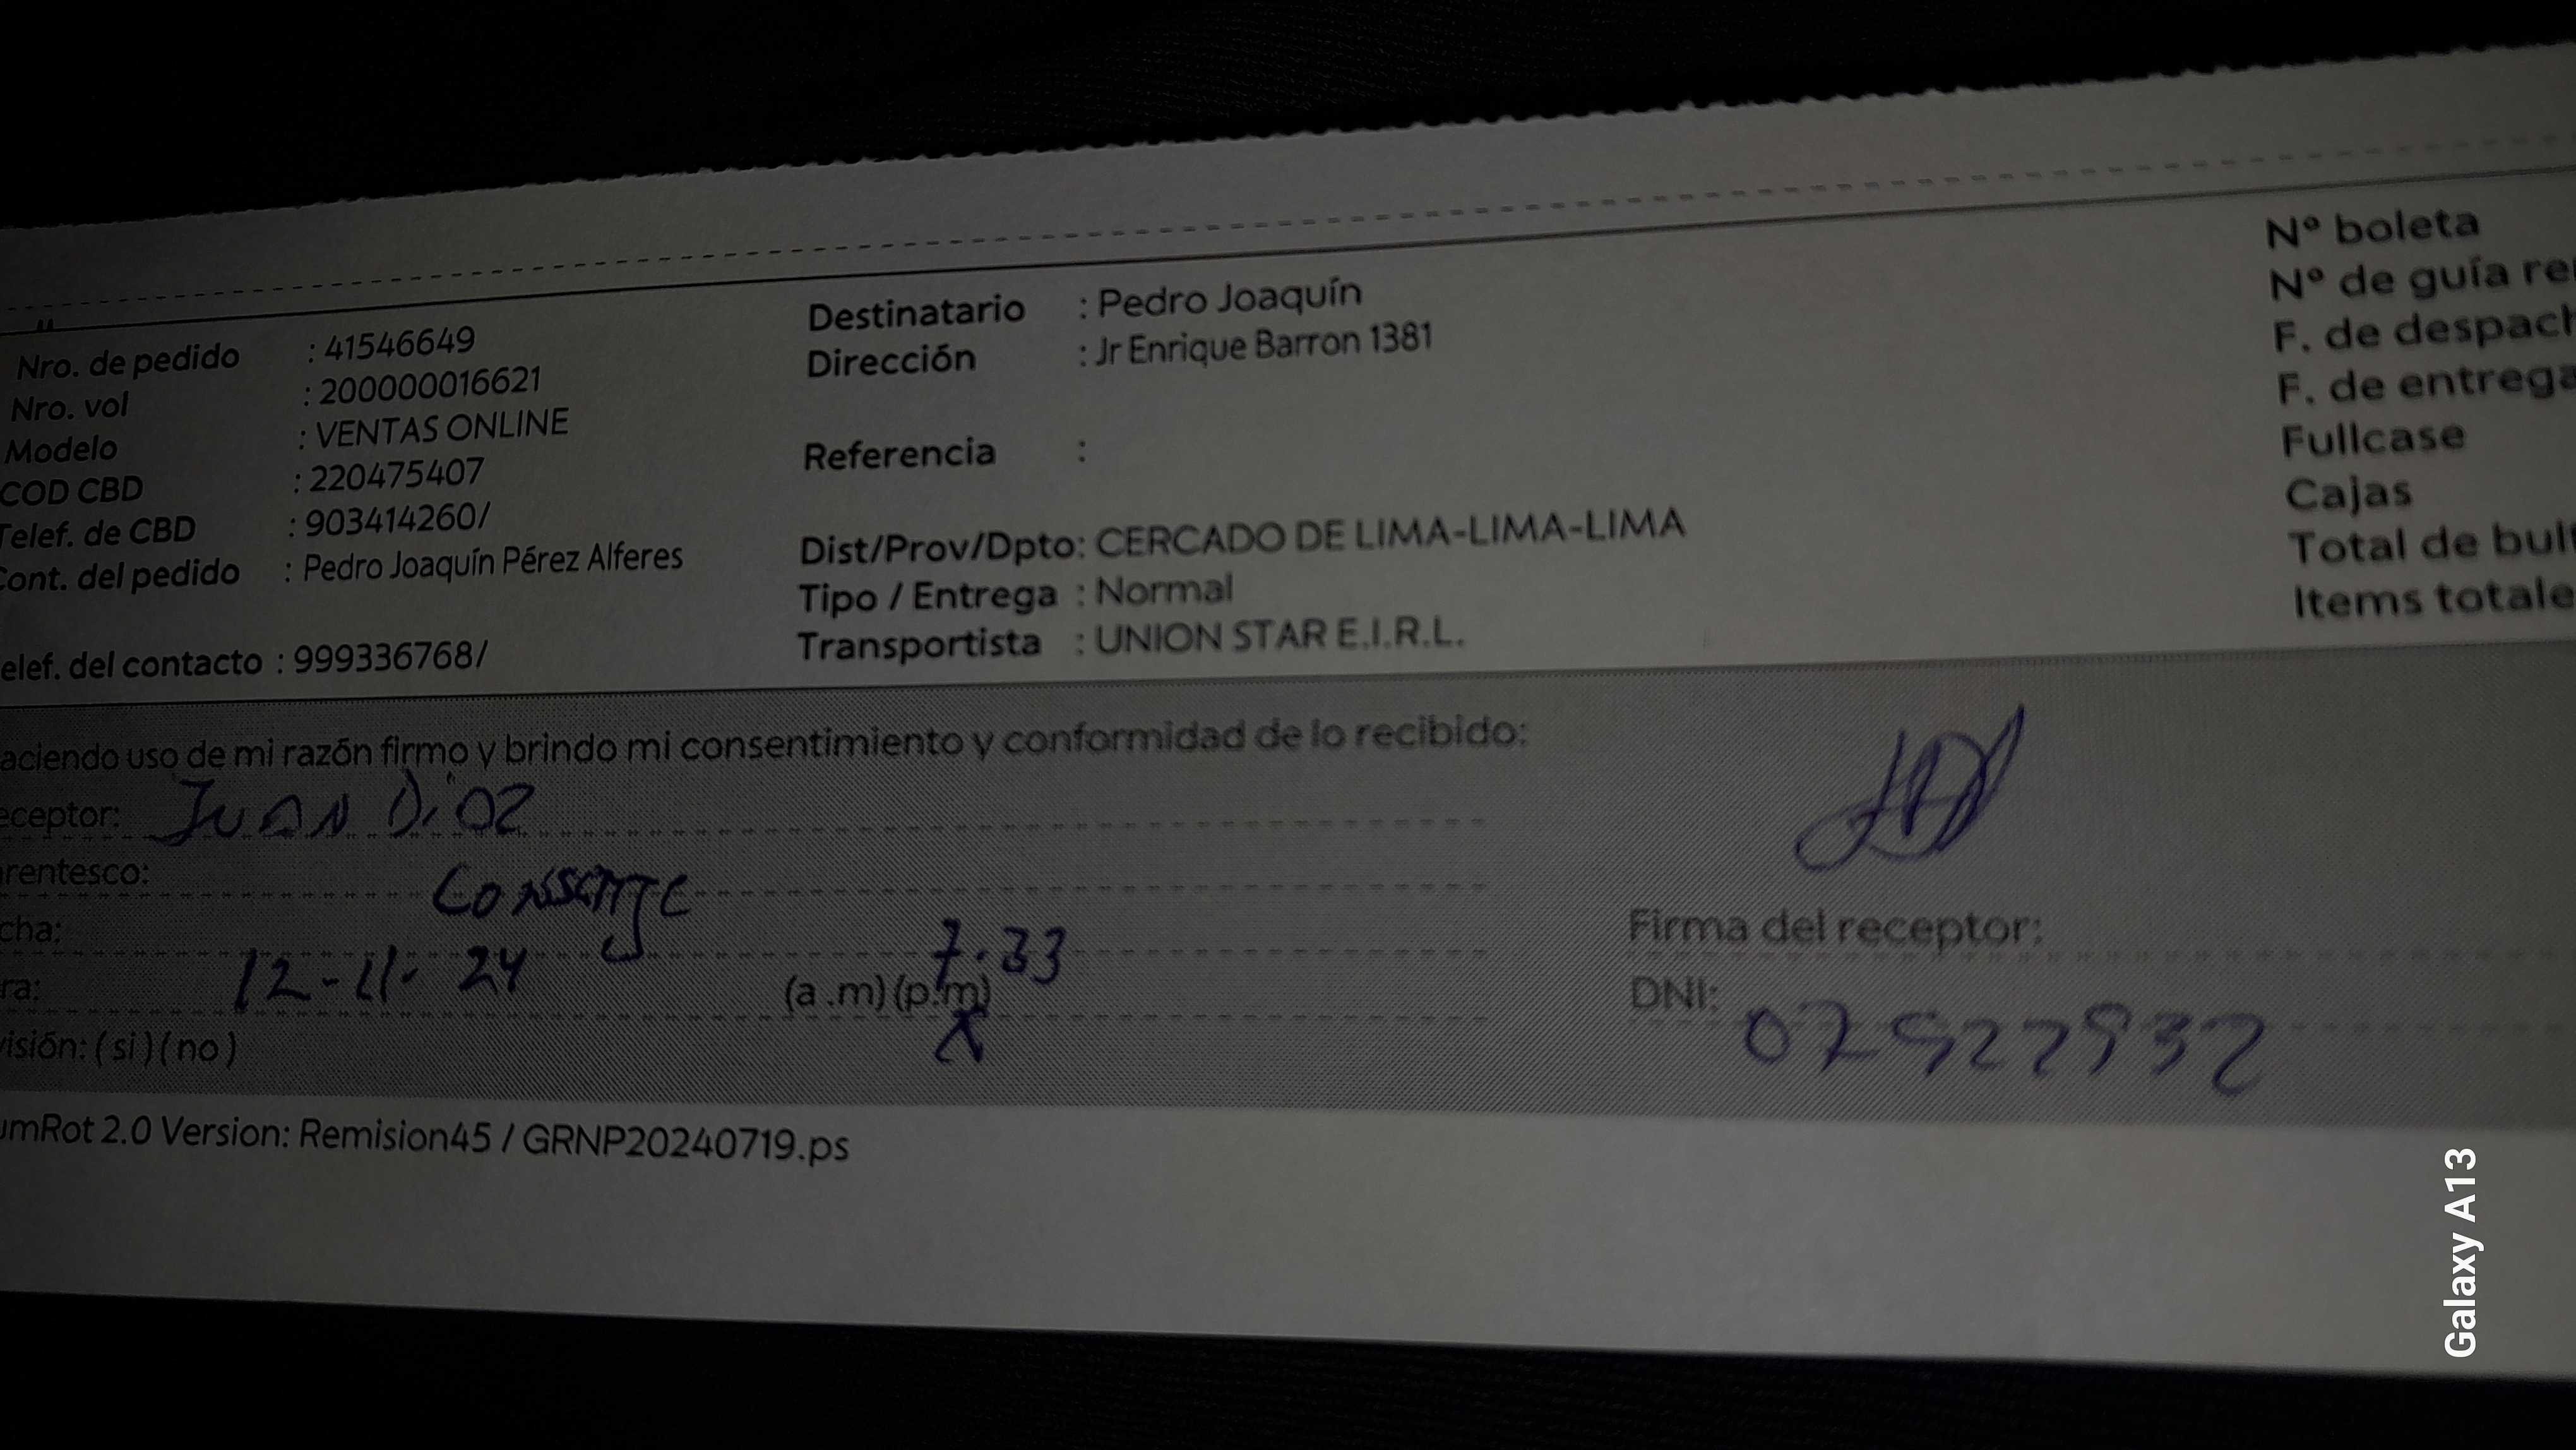 Nro. de pedido : 41546649
Nro. vol : 200000016621
Modelo : VENTAS ONLINE
COD CBD : 220475407
Telef. de CBD : 903414260/
Cont. del pedido : Pedro Joaquín Pérez Alferes
elef. del contacto : 999336768/
Destinatario : Pedro Joaquín
Dirección : Jr Enrique Barron 1381
Referencia :
Dist/Prov/Dpto: CERCADO DE LIMA-LIMA-LIMA
Tipo / Entrega : Normal
Transportista : UNION STAR E.I.R.L.
Nº boleta
Nº de guía re
F. de despach
F. de entrega
Fullcase
Cajas
Total de bul
Items totale
aciendo uso de mi razón firmo y brindo mi consentimiento y conformidad de lo recibido:
eceptor: JUAN DiAZ
rentesco:
cha: 12-11-24
ra: 7:33 (a .m) (p.m) X
isión: ( si ) ( no )
Firma del receptor:
DNI:
umRot 2.0 Version: Remision45 / GRNP20240719.ps
Galaxy A13